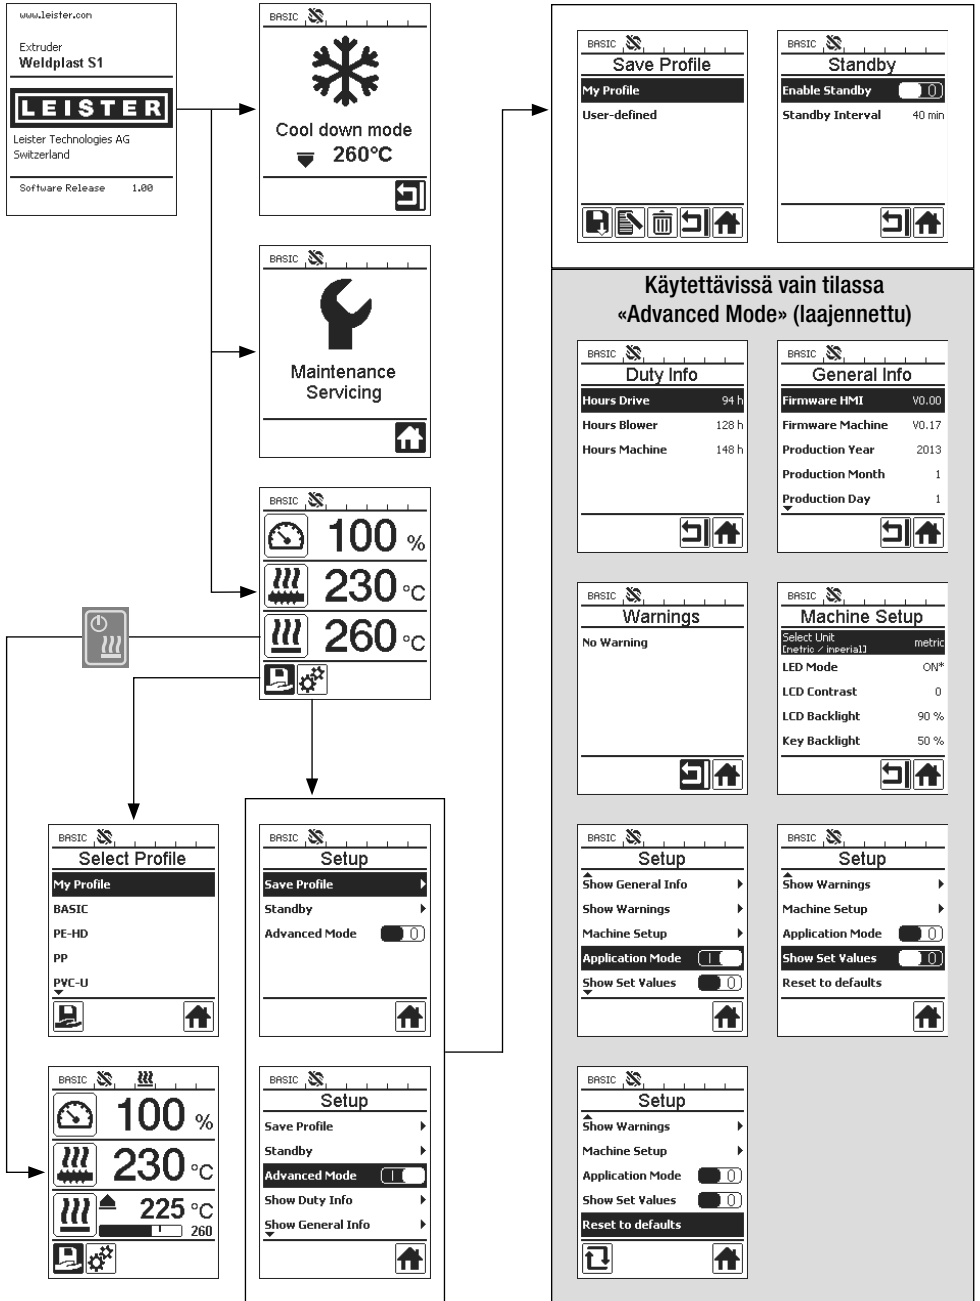 www.leister.com
Extruder
Weldplast S1
LEISTER
Leister Technologies AG
Switzerland
Software Release 1.00
BASIC
Cool down mode
260°C
BASIC
Maintenance
Servicing
BASIC
100 %
230 °C
260 °C
BASIC
Select Profile
My Profile
BASIC
PE-HD
PP
PVC-U
BASIC
100 %
230 °C
225 °C
260
BASIC
Setup
Save Profile
Standby
Advanced Mode 0
BASIC
Setup
Save Profile
Standby
Advanced Mode I
Show Duty Info
Show General Info
BASIC
Save Profile
My Profile
User-defined
BASIC
Standby
Enable Standby 0
Standby Interval 40 min
Käytettävissä vain tilassa
«Advanced Mode» (laajennettu)
BASIC
Duty Info
Hours Drive 94 h
Hours Blower 128 h
Hours Machine 148 h
BASIC
General Info
Firmware HMI V0.00
Firmware Machine V0.17
Production Year 2013
Production Month 1
Production Day 1
BASIC
Warnings
No Warning
BASIC
Machine Setup
Select Unit
[metric / inperial] metric
LED Mode ON*
LCD Contrast 0
LCD Backlight 90 %
Key Backlight 50 %
BASIC
Setup
Show General Info
Show Warnings
Machine Setup
Application Mode I
Show Set Values 0
BASIC
Setup
Show Warnings
Machine Setup
Application Mode 0
Show Set Values 0
Reset to defaults
BASIC
Setup
Show Warnings
Machine Setup
Application Mode 0
Show Set Values 0
Reset to defaults